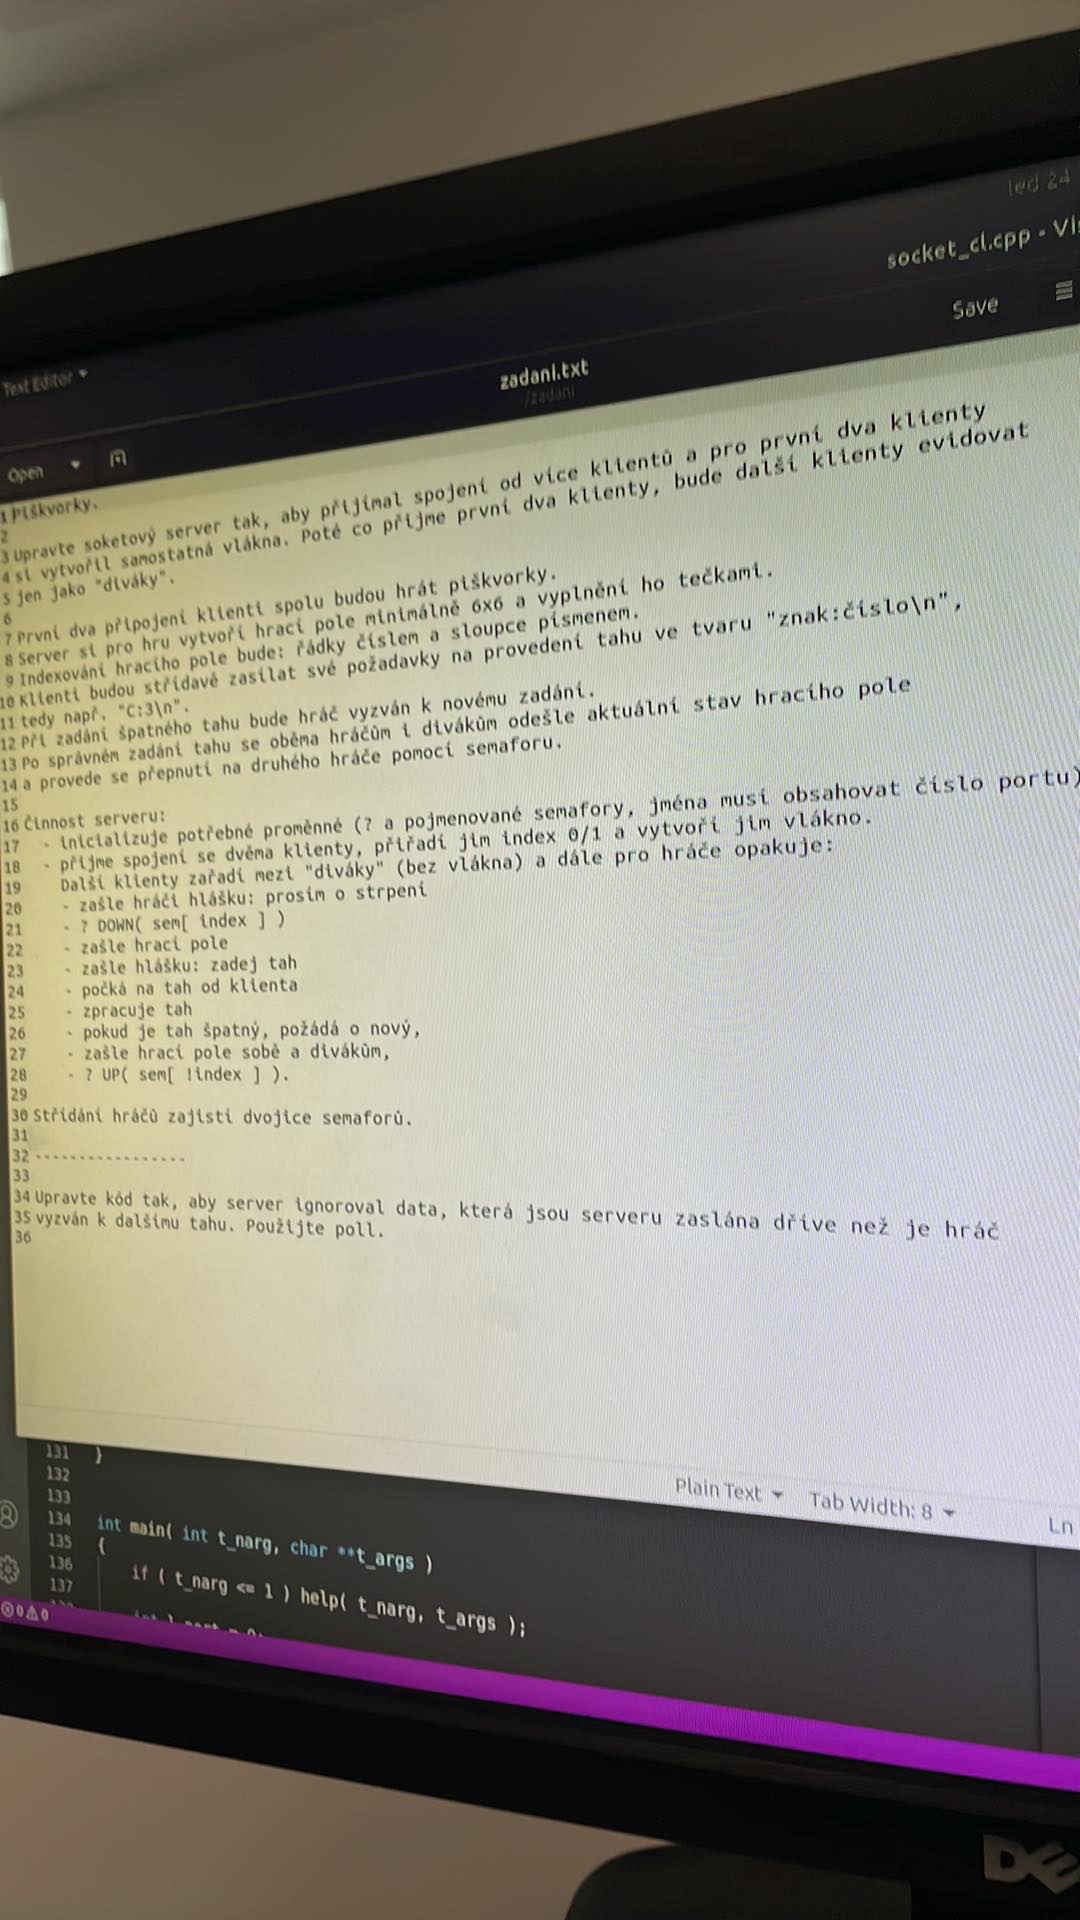 led 24
socket_cl.cpp - Vi
Text Editor
zadani.txt
~/zadani
Save
Open
1 Piškvorky.
2
3 Upravte soketový server tak, aby přijímal spojení od více klientů a pro první dva klienty
4 si vytvořil samostatná vlákna. Poté co přijme první dva klienty, bude další klienty evidovat
5 jen jako "diváky".
6
7 První dva připojení klienti spolu budou hrát piškvorky.
8 Server si pro hru vytvoří hrací pole minimálně 6x6 a vyplnění ho tečkami.
9 Indexování hracího pole bude: řádky číslem a sloupce písmenem.
10 Klienti budou střídavě zasílat své požadavky na provedení tahu ve tvaru "znak:číslo\n",
11 tedy např. "C:3\n".
12 Při zadání špatného tahu bude hráč vyzván k novému zadání.
13 Po správném zadání tahu se oběma hráčům i divákům odešle aktuální stav hracího pole
14 a provede se přepnutí na druhého hráče pomocí semaforu.
15
16 Činnost serveru:
17 - inicializuje potřebné proměnné (? a pojmenované semafory, jména musí obsahovat číslo portu)
18 - přijme spojení se dvěma klienty, přiřadí jim index 0/1 a vytvoří jim vlákno.
19 Další klienty zařadí mezi "diváky" (bez vlákna) a dále pro hráče opakuje:
20 - zašle hráči hlášku: prosím o strpení
21 - ? DOWN( sem[ index ] )
22 - zašle hrací pole
23 - zašle hlášku: zadej tah
24 - počká na tah od klienta
25 - zpracuje tah
26 - pokud je tah špatný, požádá o nový,
27 - zašle hrací pole sobě a divákům,
28 - ? UP( sem[ !index ] ).
29
30 Střídání hráčů zajistí dvojice semaforů.
31
32 -----------------
33
34 Upravte kód tak, aby server ignoroval data, která jsou serveru zaslána dříve než je hráč
35 vyzván k dalšímu tahu. Použijte poll.
36
Plain Text
Tab Width: 8
Ln
131 }
132
133
134 int main( int t_narg, char **t_args )
135 {
136 if ( t_narg <= 1 ) help( t_narg, t_args );
137
0 0
DELL